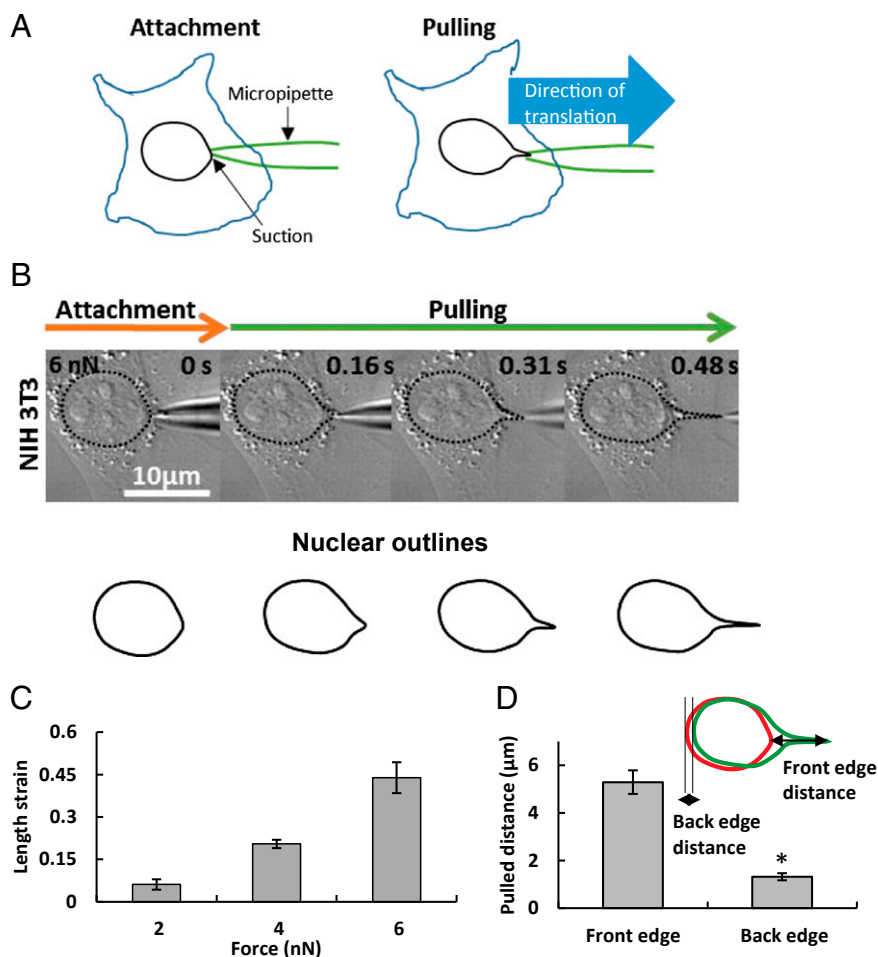 A
Attachment
Pulling
Micropipette
Direction of
translation
Suction
B
Attachment
Pulling
6 nN
0 s
0.16 s
0.31 s
0.48 s
NIH 3T3
10µm
Nuclear outlines
C
Length strain
0.6
0.45
0.3
0.15
0
2
4
6
Force (nN)
D
Pulled distance (µm)
6
4
2
0
Front edge
distance
Back edge
distance
*
Front edge
Back edge